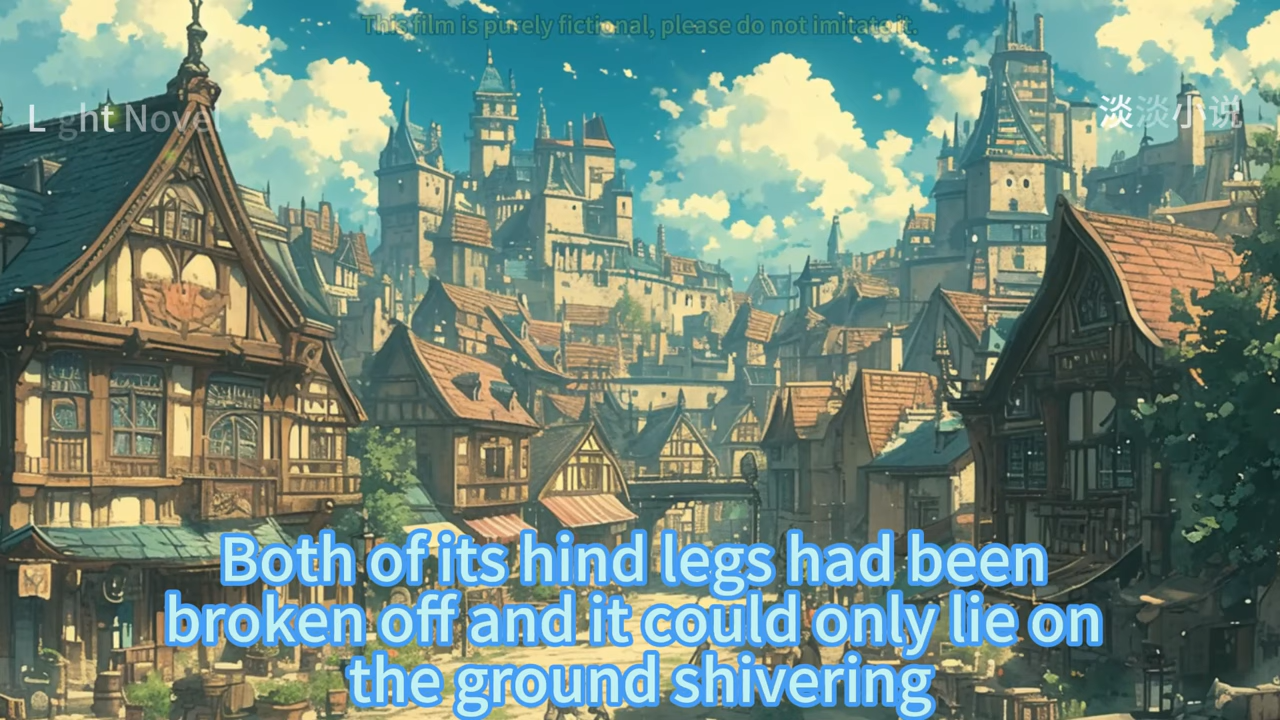 This film is purely fictional, please do not imitate it.
Light Novel
淡淡小说
Both of its hind legs had been
broken off and it could only lie on
the ground shivering